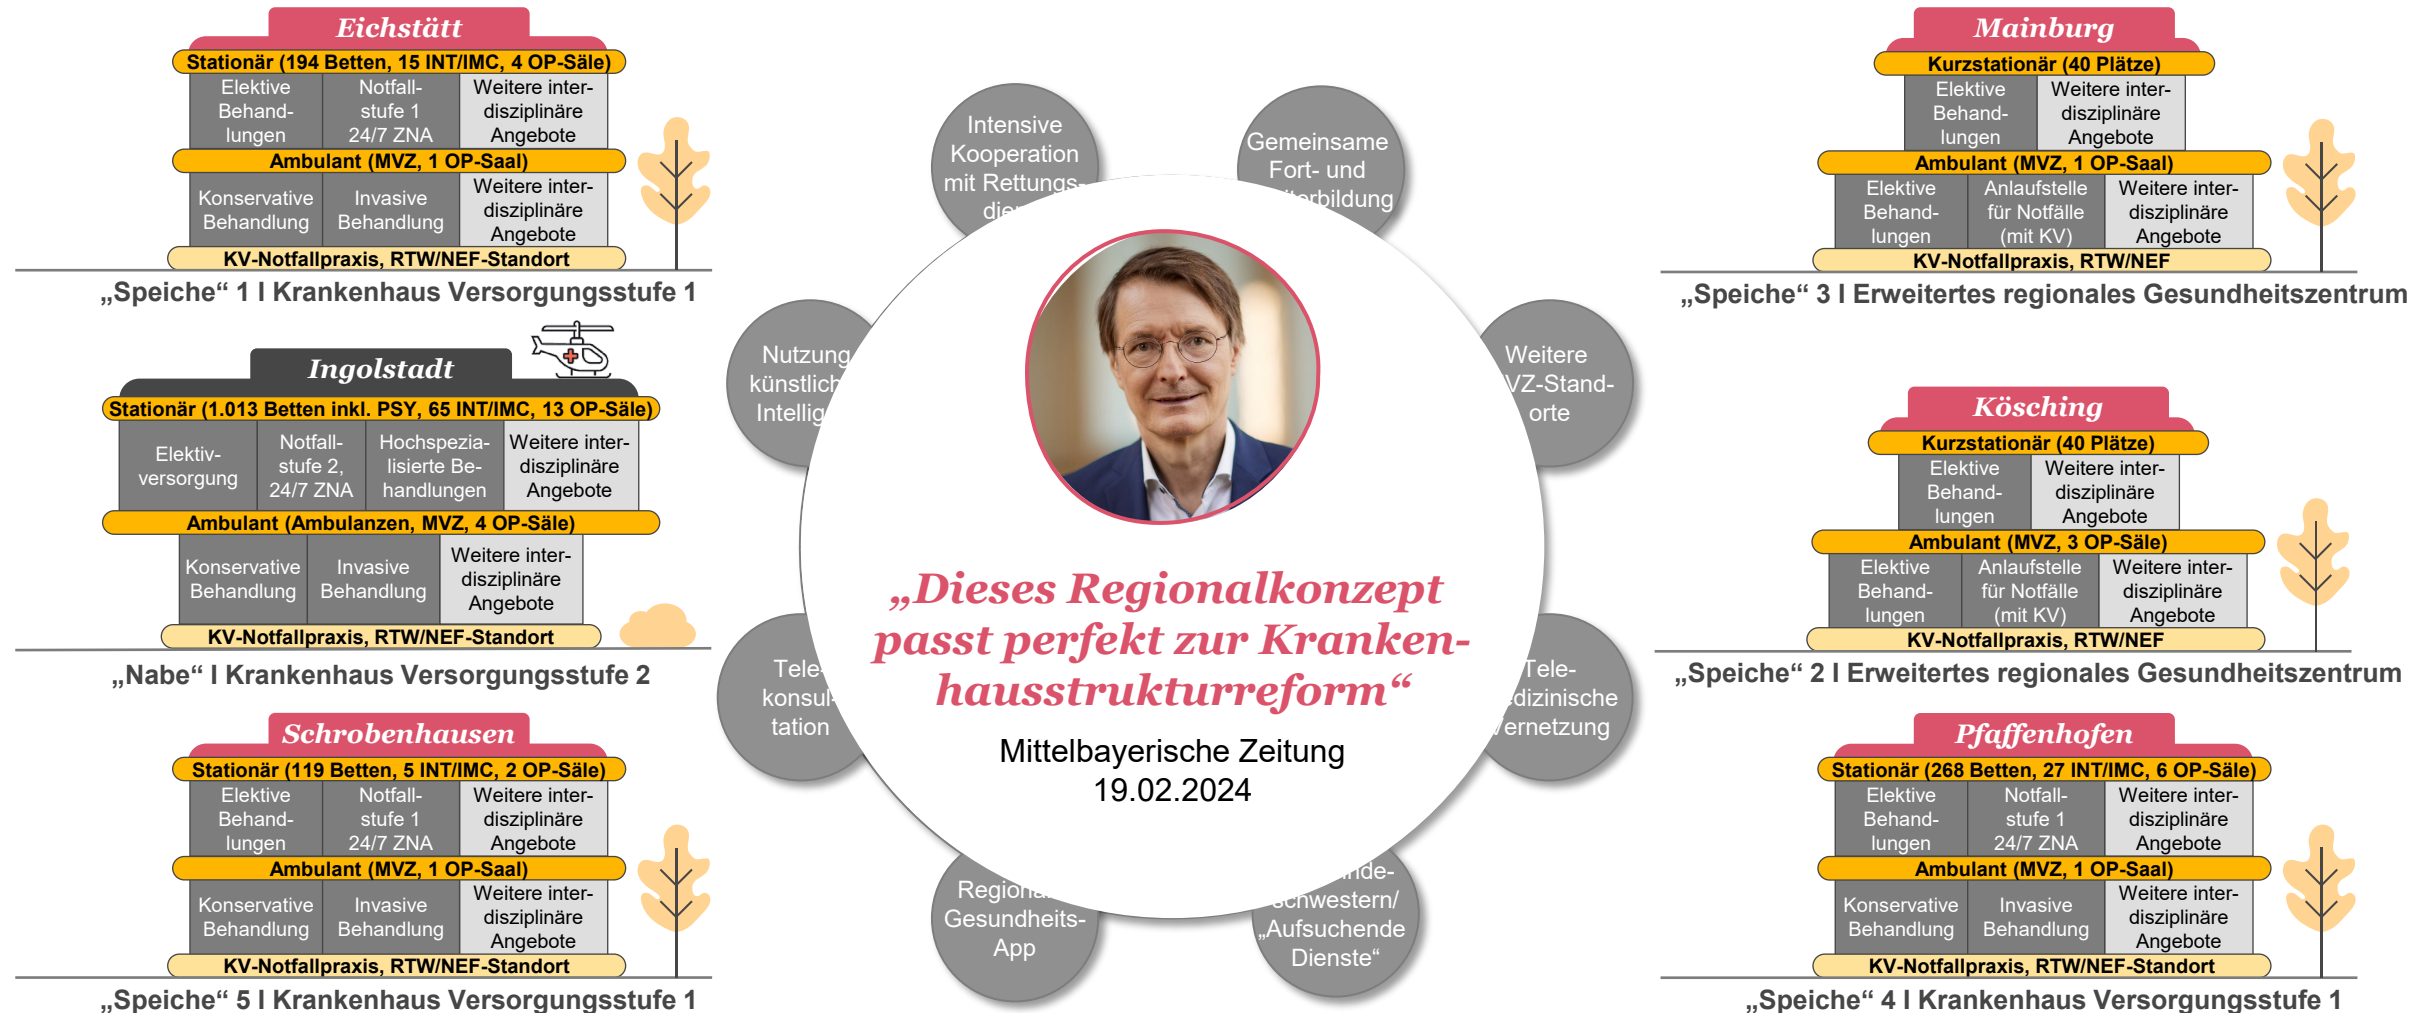 Eichstätt
Stationär (194 Betten, 15 INT/IMC, 4 OP-Säle)
Elektive
Behand-
lungen
Notfall-
stufe 1
24/7 ZNA
Weitere inter-
disziplinäre
Angebote
Ambulant (MVZ, 1 OP-Saal)
Konservative
Behandlung
Invasive
Behandlung
Weitere inter-
disziplinäre
Angebote
KV-Notfallpraxis, RTW/NEF-Standort
„Speiche“ 1 I Krankenhaus Versorgungsstufe 1
Ingolstadt
Stationär (1.013 Betten inkl. PSY, 65 INT/IMC, 13 OP-Säle)
Elektiv-
versorgung
Notfall-
stufe 2,
24/7 ZNA
Hochspezia-
lisierte Be-
handlungen
Weitere inter-
disziplinäre
Angebote
Ambulant (Ambulanzen, MVZ, 4 OP-Säle)
Konservative
Behandlung
Invasive
Behandlung
Weitere inter-
disziplinäre
Angebote
KV-Notfallpraxis, RTW/NEF-Standort
„Nabe“ I Krankenhaus Versorgungsstufe 2
Schrobenhausen
Stationär (119 Betten, 5 INT/IMC, 2 OP-Säle)
Elektive
Behand-
lungen
Notfall-
stufe 1
24/7 ZNA
Weitere inter-
disziplinäre
Angebote
Ambulant (MVZ, 1 OP-Saal)
Konservative
Behandlung
Invasive
Behandlung
Weitere inter-
disziplinäre
Angebote
KV-Notfallpraxis, RTW/NEF-Standort
„Speiche“ 5 I Krankenhaus Versorgungsstufe 1
Intensive
Kooperation
mit Rettungs-
Gemeinsame
Fort- und
Nutzung
Weitere
orte
„Dieses Regionalkonzept
passt perfekt zur Kranken-
hausstrukturreform“
Mittelbayerische Zeitung
19.02.2024
Tele-
konsul-
tation
Tele-
Gesundheits-
App
„Aufsuchende
Dienste“
Mainburg
Kurzstationär (40 Plätze)
Elektive
Behand-
lungen
Weitere inter-
disziplinäre
Angebote
Ambulant (MVZ, 1 OP-Saal)
Elektive
Behand-
lungen
Anlaufstelle
für Notfälle
(mit KV)
Weitere inter-
disziplinäre
Angebote
KV-Notfallpraxis, RTW/NEF
„Speiche“ 3 I Erweitertes regionales Gesundheitszentrum
Kösching
Kurzstationär (40 Plätze)
Elektive
Behand-
lungen
Weitere inter-
disziplinäre
Angebote
Ambulant (MVZ, 3 OP-Säle)
Elektive
Behand-
lungen
Anlaufstelle
für Notfälle
(mit KV)
Weitere inter-
disziplinäre
Angebote
KV-Notfallpraxis, RTW/NEF
„Speiche“ 2 I Erweitertes regionales Gesundheitszentrum
Pfaffenhofen
Stationär (268 Betten, 27 INT/IMC, 6 OP-Säle)
Elektive
Behand-
lungen
Notfall-
stufe 1
24/7 ZNA
Weitere inter-
disziplinäre
Angebote
Ambulant (MVZ, 1 OP-Saal)
Konservative
Behandlung
Invasive
Behandlung
Weitere inter-
disziplinäre
Angebote
KV-Notfallpraxis, RTW/NEF-Standort
„Speiche“ 4 I Krankenhaus Versorgungsstufe 1